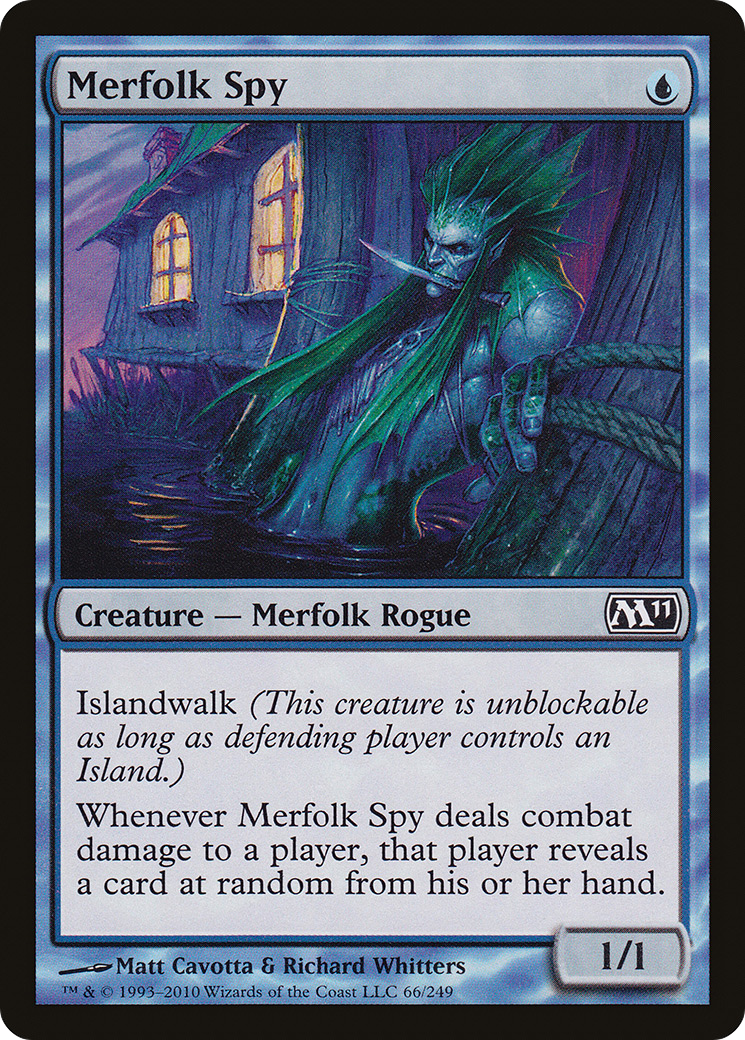 Merfolk Spy
Creature — Merfolk Rogue
M11
Islandwalk (This creature is unblockable
as long as defending player controls an
Island.)
Whenever Merfolk Spy deals combat
damage to a player, that player reveals
a card at random from his or her hand.
1/1
Matt Cavotta & Richard Whitters
™ & © 1993–2010 Wizards of the Coast LLC 66/249